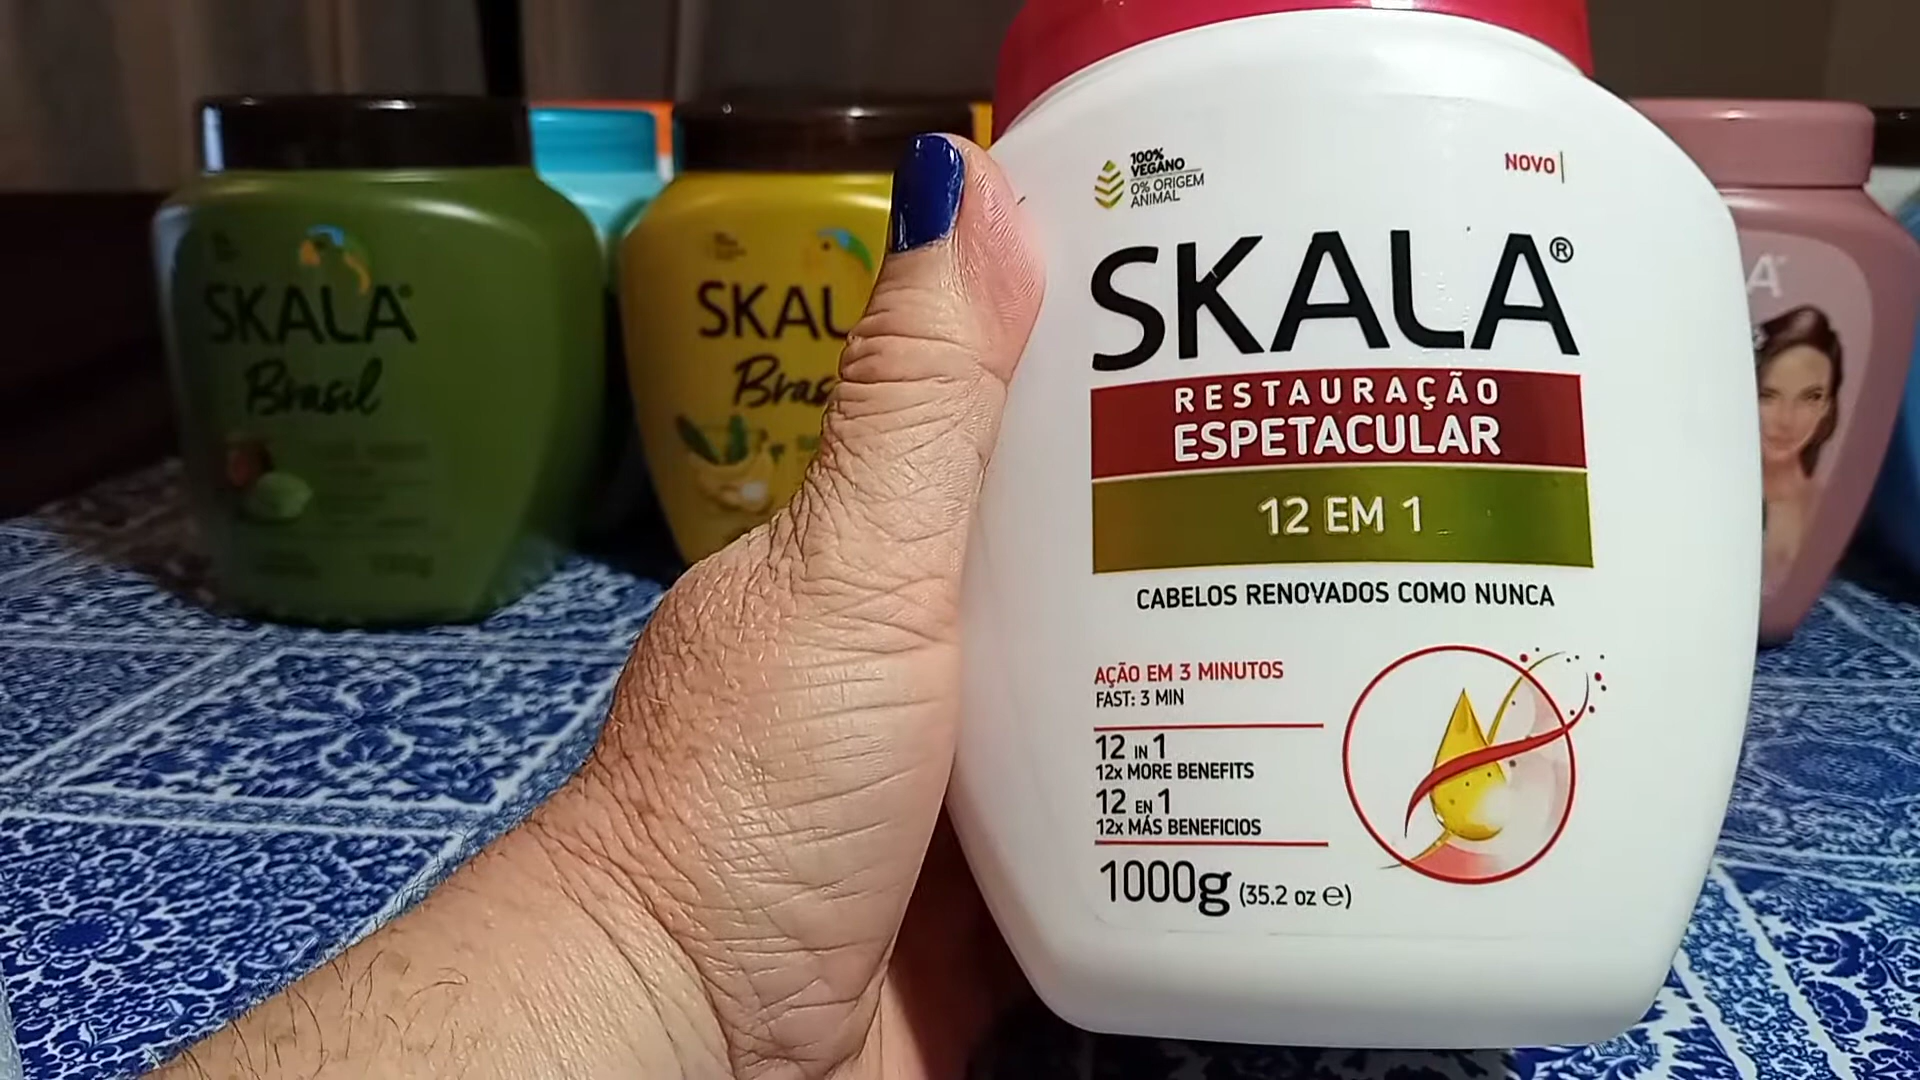 100%
VEGANO
0% ORIGEM
ANIMAL
NOVO
SKALA®
RESTAURAÇÃO
ESPETACULAR
12 EM 1
CABELOS RENOVADOS COMO NUNCA
AÇÃO EM 3 MINUTOS
FAST: 3 MIN
12 IN 1
12x MORE BENEFITS
12 EN 1
12x MÁS BENEFICIOS
1000g (35.2 oz ℮)
SKALA
Brasil
SKAL
Bras